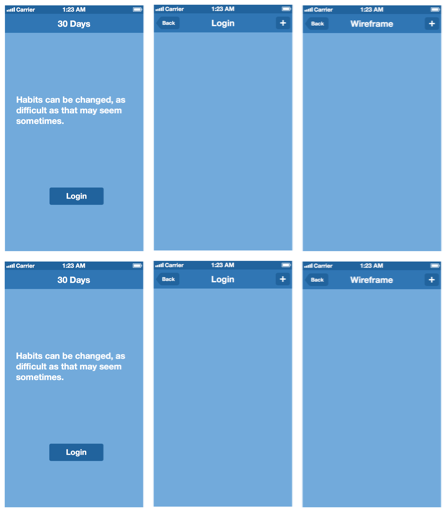 Carrier 1:23 AM
30 Days
Habits can be changed, as
difficult as that may seem
sometimes.
Login
Carrier 1:23 AM
Back Login +
Carrier 1:23 AM
Back Wireframe +
Carrier 1:23 AM
30 Days
Habits can be changed, as
difficult as that may seem
sometimes.
Login
Carrier 1:23 AM
Back Login +
Carrier 1:23 AM
Back Wireframe +